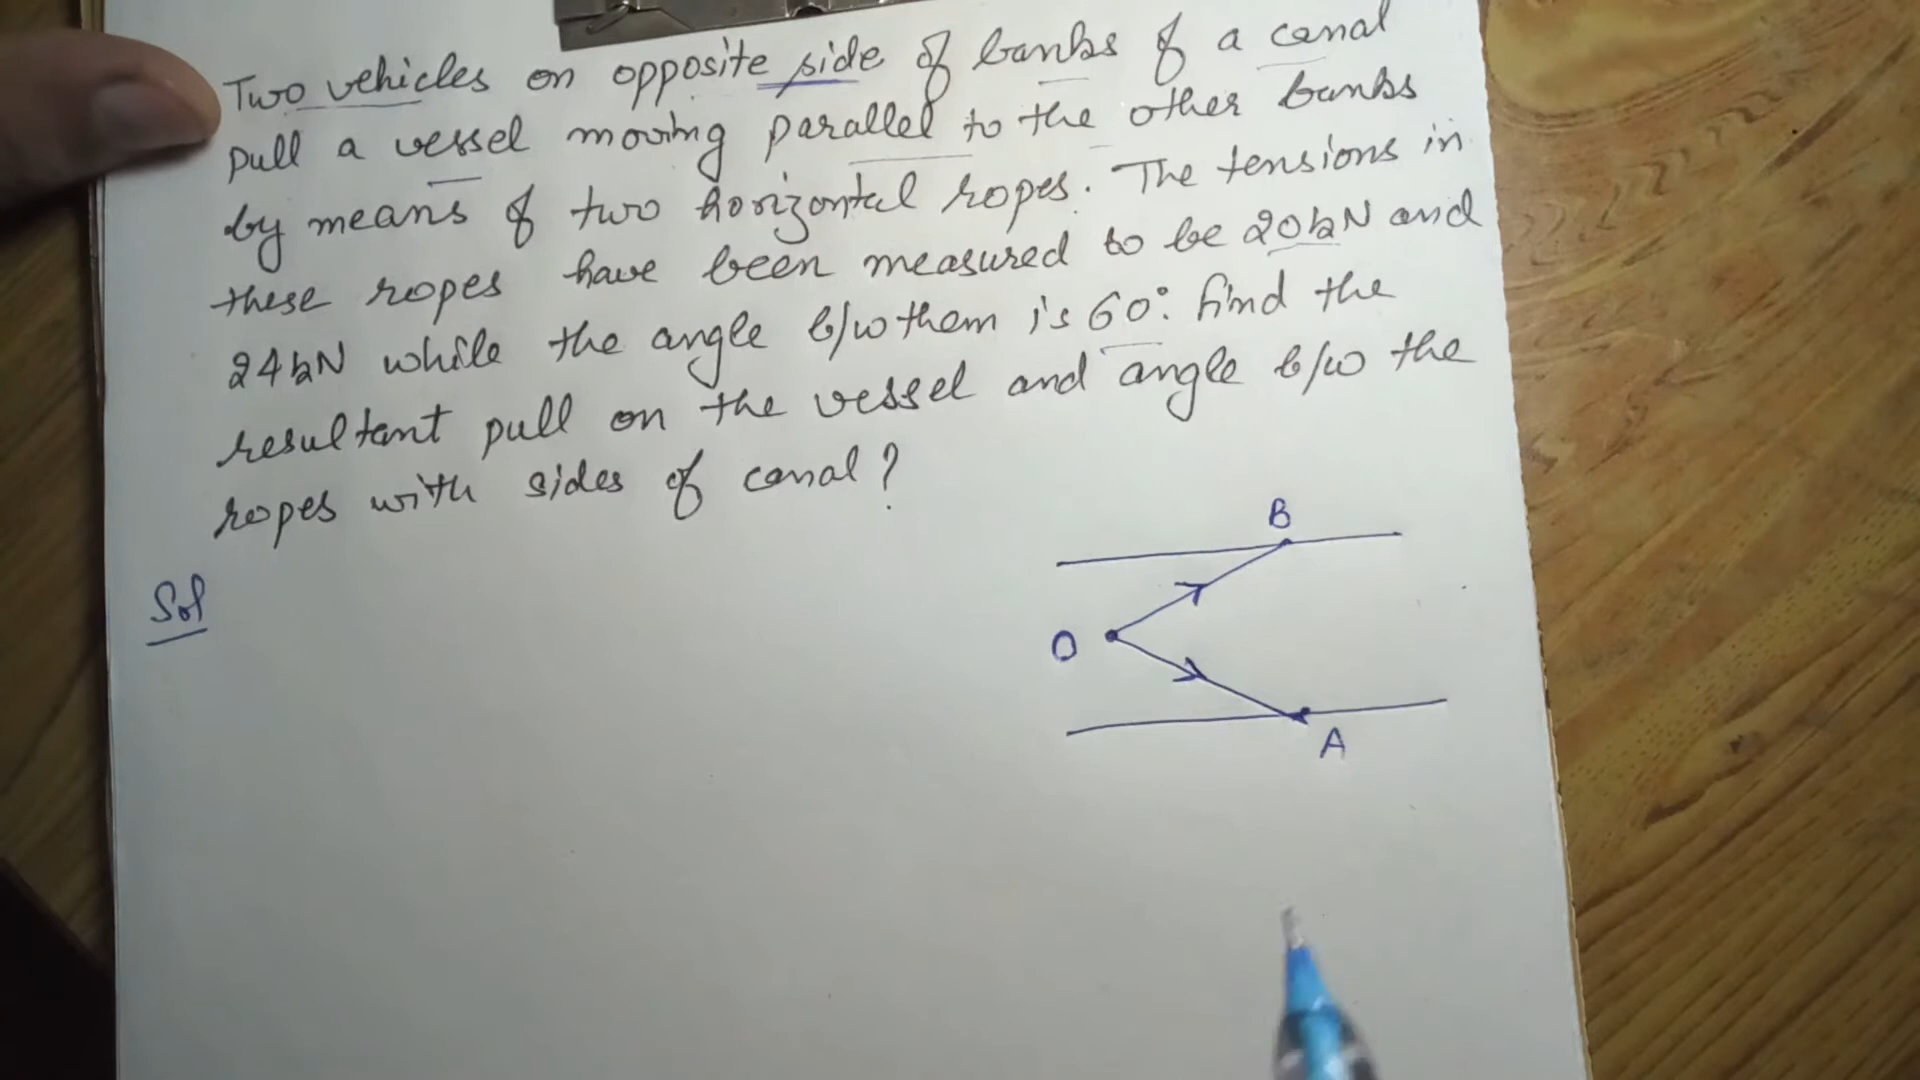 Two vehicles on opposite side of banks of a canal
pull a vessel moving parallel to the other banks
by means of two horizontal ropes. The tensions in
these ropes have been measured to be 20kN and
24kN while the angle b/w them is 60°. find the
resultant pull on the vessel and angle b/w the
ropes with sides of canal?
B
Sol
O
A